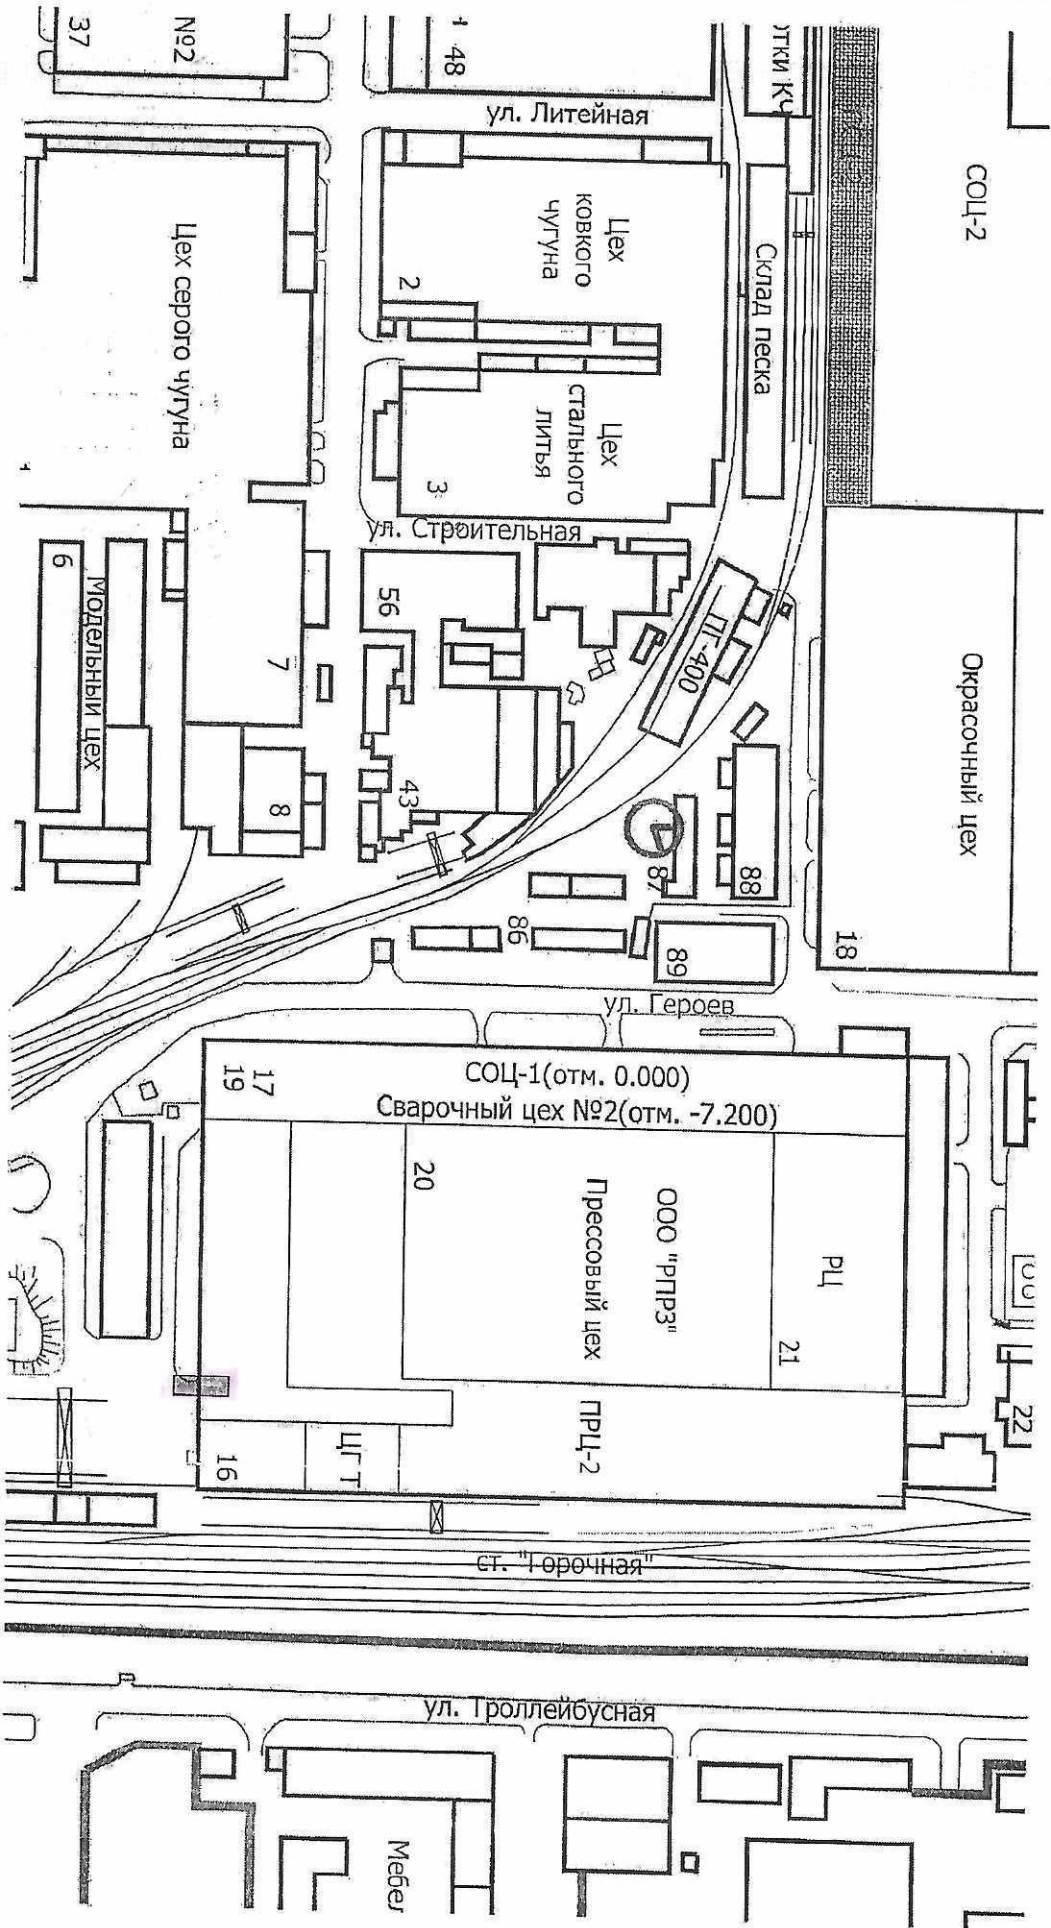 37
№2
48
ул. Литейная
СОЦ-2
Цех серого чугуна
Цех
ковкого
чугуна
2
Склад песка
Цех
стального
литья
3
ул. Строительная
6
Модельный цех
7
8
56
43
ПГ-400
Окрасочный цех
18
88
87
86
89
ул. Героев
17
19
СОЦ-1(отм. 0.000)
Сварочный цех №2(отм. -7.200)
20
Прессовый цех
ООО "РПРЗ"
РЦ
21
22
16
ЦГТ
ПРЦ-2
ст. "Горочная"
ул. Троллейбусная
Мебел